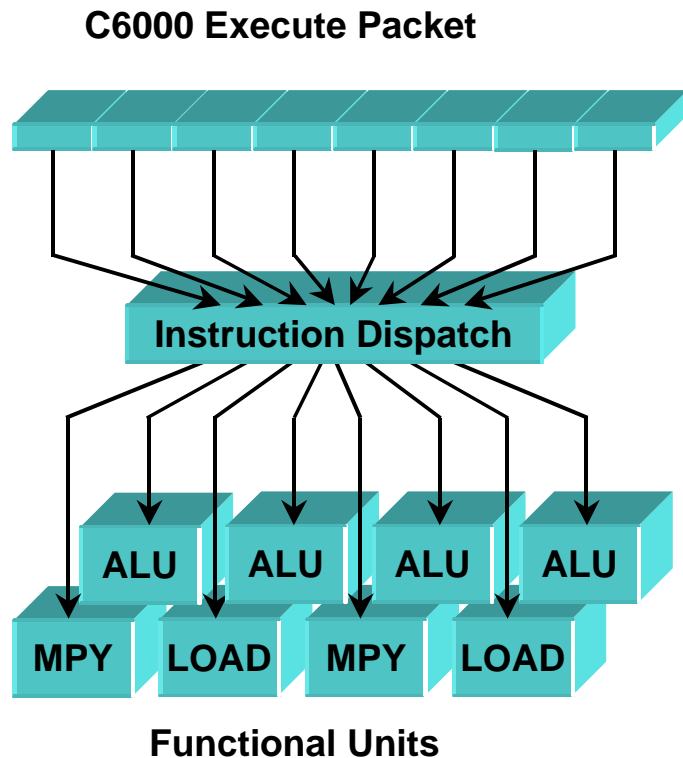 C6000 Execute Packet
Instruction Dispatch
ALU ALU ALU ALU
MPY LOAD MPY LOAD
Functional Units